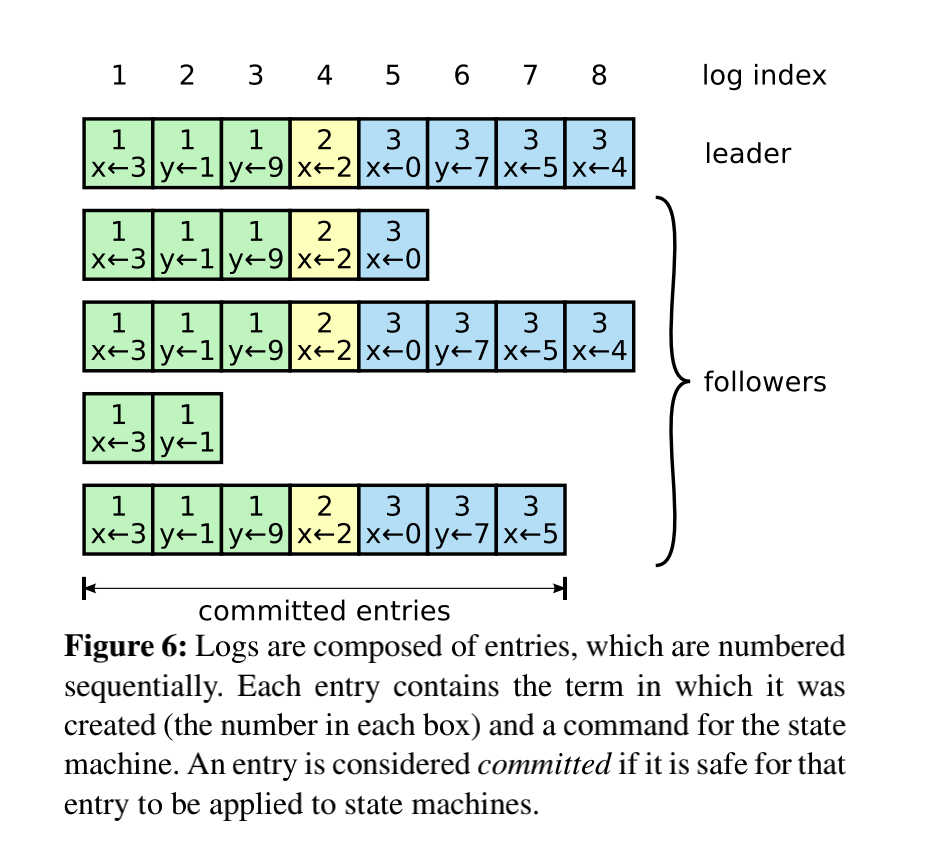 1 2 3 4 5 6 7 8 log index
1 1 1 2 3 3 3 3
x←3 y←1 y←9 x←2 x←0 y←7 x←5 x←4
leader
1 1 1 2 3
x←3 y←1 y←9 x←2 x←0
1 1 1 2 3 3 3 3
x←3 y←1 y←9 x←2 x←0 y←7 x←5 x←4
followers
1 1
x←3 y←1
1 1 1 2 3 3 3
x←3 y←1 y←9 x←2 x←0 y←7 x←5
committed entries
Figure 6: Logs are composed of entries, which are numbered
sequentially. Each entry contains the term in which it was
created (the number in each box) and a command for the state
machine. An entry is considered committed if it is safe for that
entry to be applied to state machines.